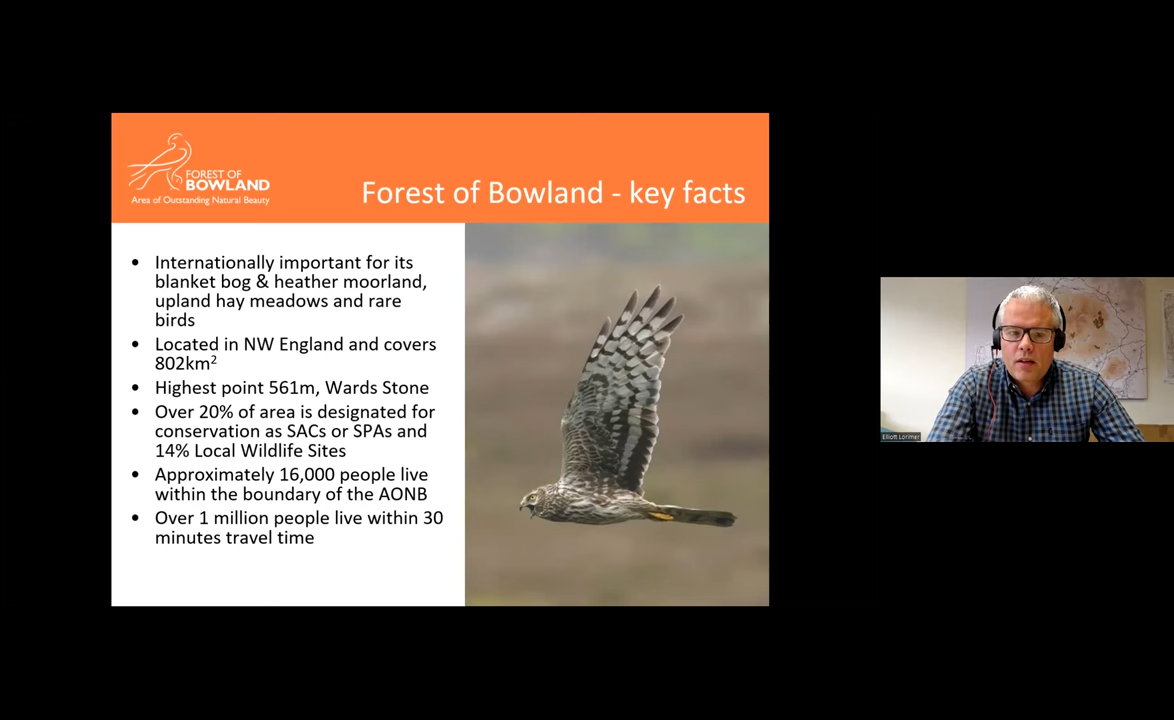 FOREST OF
BOWLAND
Area of Outstanding Natural Beauty
Forest of Bowland - key facts
• Internationally important for its
blanket bog & heather moorland,
upland hay meadows and rare
birds
• Located in NW England and covers
802km²
• Highest point 561m, Wards Stone
• Over 20% of area is designated for
conservation as SACs or SPAs and
14% Local Wildlife Sites
• Approximately 16,000 people live
within the boundary of the AONB
• Over 1 million people live within 30
minutes travel time
Elliott Lorimer